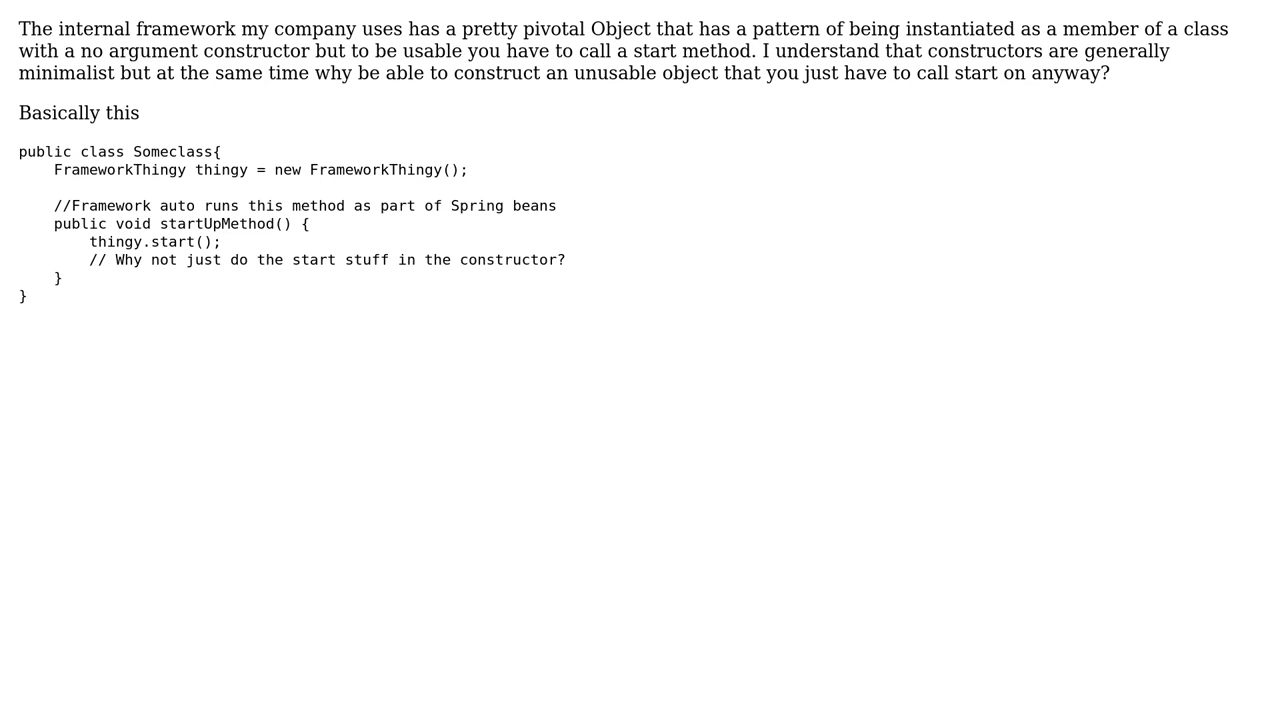 The internal framework my company uses has a pretty pivotal Object that has a pattern of being instantiated as a member of a class
with a no argument constructor but to be usable you have to call a start method. I understand that constructors are generally
minimalist but at the same time why be able to construct an unusable object that you just have to call start on anyway?
Basically this
public class Someclass{
    FrameworkThingy thingy = new FrameworkThingy();
    //Framework auto runs this method as part of Spring beans
    public void startUpMethod() {
        thingy.start();
        // Why not just do the start stuff in the constructor?
    }
}